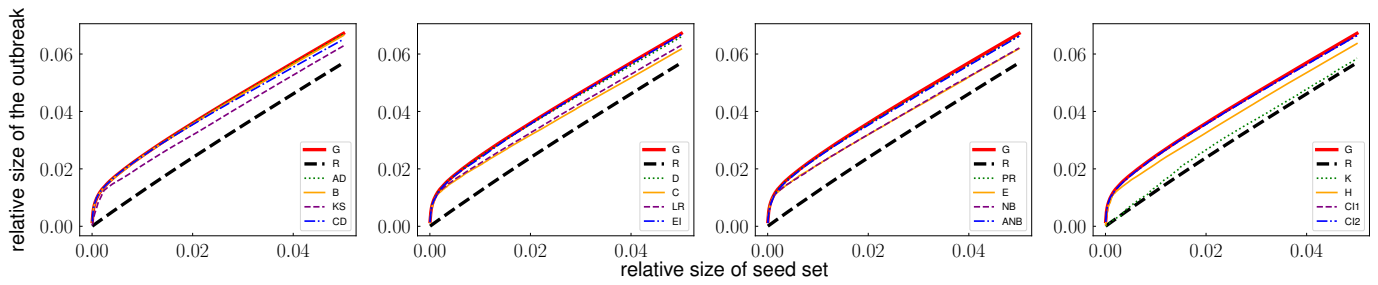 relative size of the outbreak
0.06
0.04
0.02
0.00
G
R
AD
B
KS
CD
0.00 0.02 0.04
0.06
0.04
0.02
0.00
G
R
D
C
LR
EI
0.00 0.02 0.04
0.06
0.04
0.02
0.00
G
R
PR
E
NB
ANB
0.00 0.02 0.04
0.06
0.04
0.02
0.00
G
R
K
H
CI1
CI2
0.00 0.02 0.04
relative size of seed set